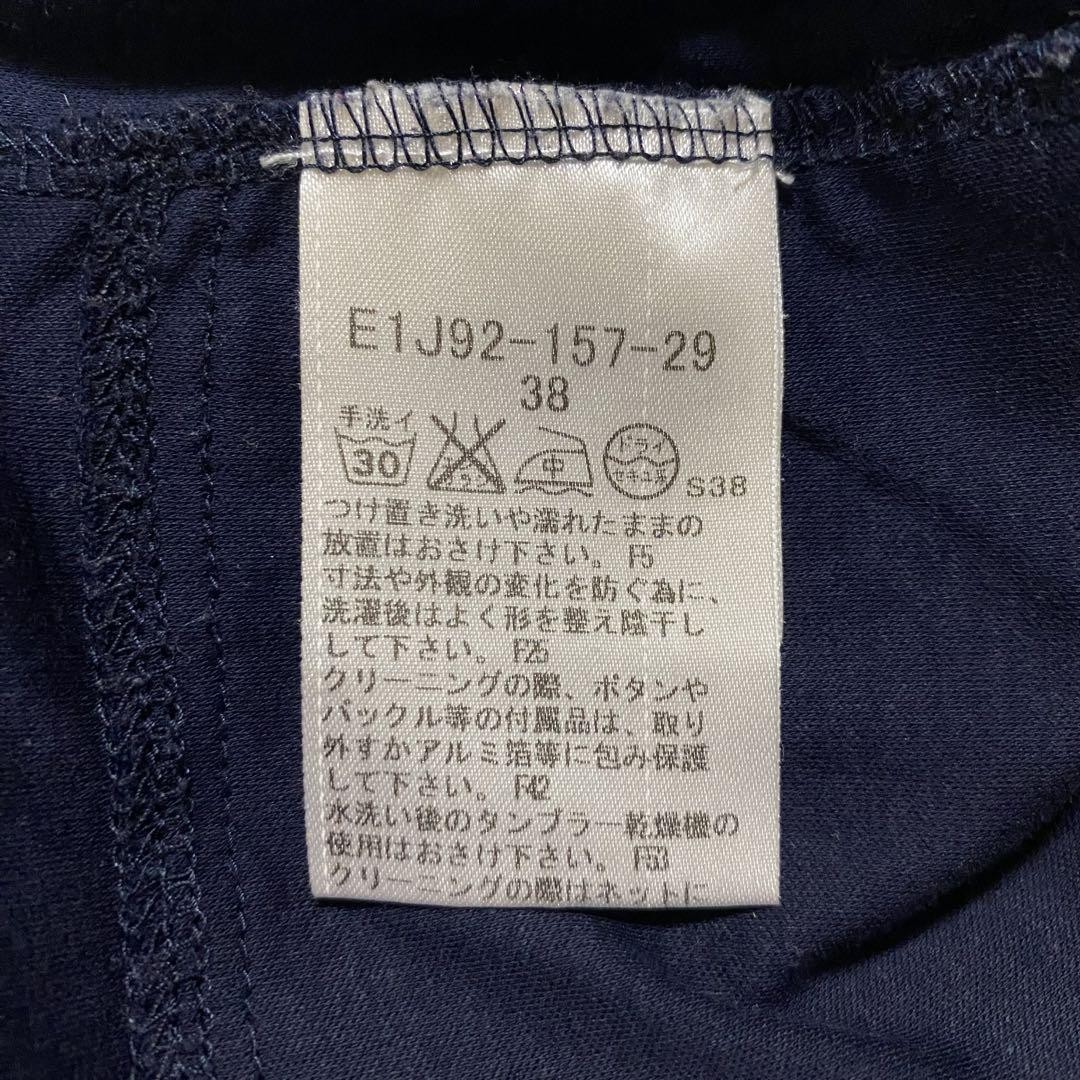 E1J92-157-29
38
手洗イ
30 中 ドライ セキユ系 S38
つけ置き洗いや濡れたままの
放置はおさけ下さい。 F5
寸法や外観の変化を防ぐ為に、
洗濯後はよく形を整え陰干し
して下さい。 F26
クリーニングの際、ボタンや
バックル等の付属品は、取り
外すかアルミ箔等に包み保護
して下さい。 F42
水洗い後のタンブラー乾燥機の
使用はおさけ下さい。 F53
クリーニングの際はネットに